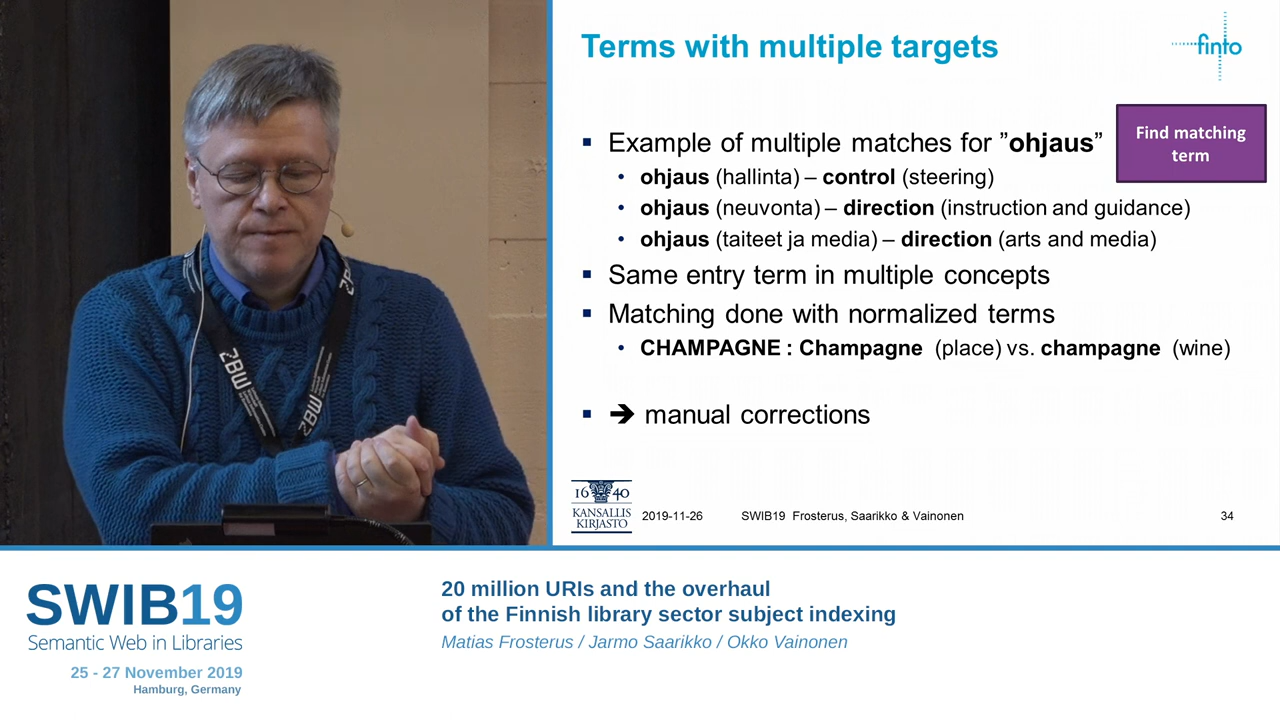 Terms with multiple targets
finto
Find matching
term
▪ Example of multiple matches for ”ohjaus”
• ohjaus (hallinta) – control (steering)
• ohjaus (neuvonta) – direction (instruction and guidance)
• ohjaus (taiteet ja media) – direction (arts and media)
▪ Same entry term in multiple concepts
▪ Matching done with normalized terms
• CHAMPAGNE : Champagne (place) vs. champagne (wine)
▪ ➔ manual corrections
16 40
KANSALLIS
KIRJASTO
2019-11-26 SWIB19 Frosterus, Saarikko & Vainonen 34
ZBW
ZBW
ZBW
SWIB19
Semantic Web in Libraries
25 - 27 November 2019
Hamburg, Germany
20 million URIs and the overhaul
of the Finnish library sector subject indexing
Matias Frosterus / Jarmo Saarikko / Okko Vainonen